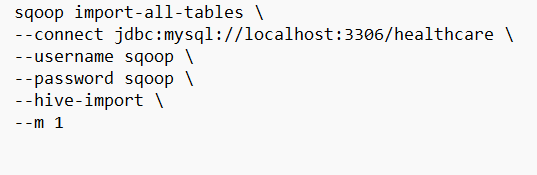 sqoop import-all-tables \
--connect jdbc:mysql://localhost:3306/healthcare \
--username sqoop \
--password sqoop \
--hive-import \
--m 1